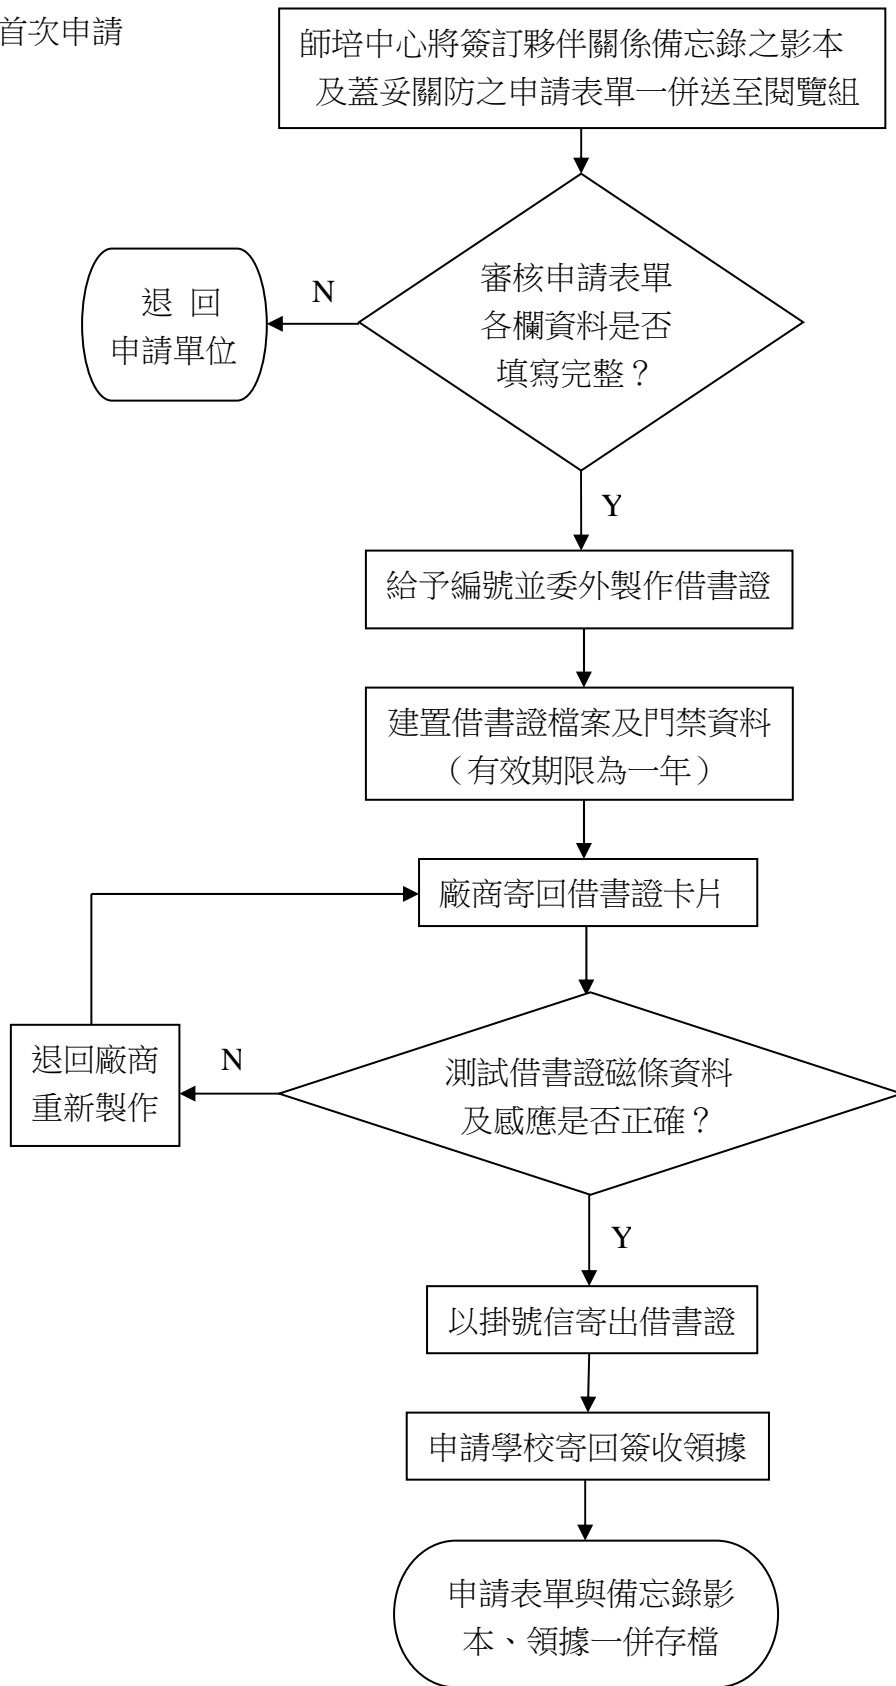 首次申請
師培中心將簽訂夥伴關係備忘錄之影本
及蓋妥關防之申請表單一併送至閱覽組
審核申請表單
各欄資料是否
填寫完整？
N
退 回
申請單位
Y
給予編號並委外製作借書證
建置借書證檔案及門禁資料
（有效期限為一年）
廠商寄回借書證卡片
測試借書證磁條資料
及感應是否正確？
N
退回廠商
重新製作
Y
以掛號信寄出借書證
申請學校寄回簽收領據
申請表單與備忘錄影
本、領據一併存檔